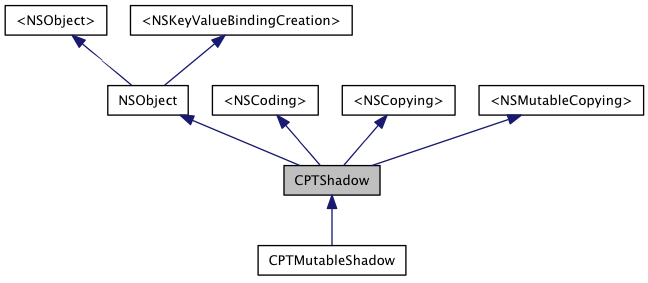 <NSObject>
<NSKeyValueBindingCreation>
NSObject
<NSCoding>
<NSCopying>
<NSMutableCopying>
CPTShadow
CPTMutableShadow